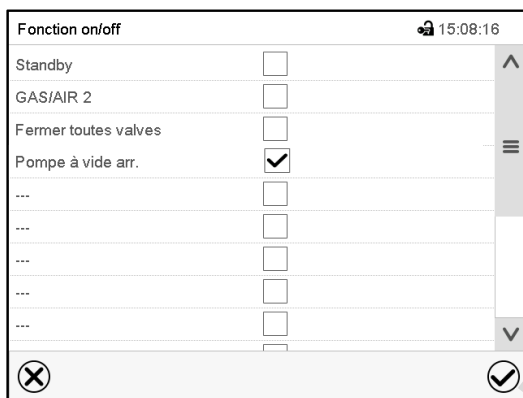 Fonction on/off 15:08:16
Standby
GAS/AIR 2
Fermer toutes valves
Pompe à vide arr.
---
---
---
---
---